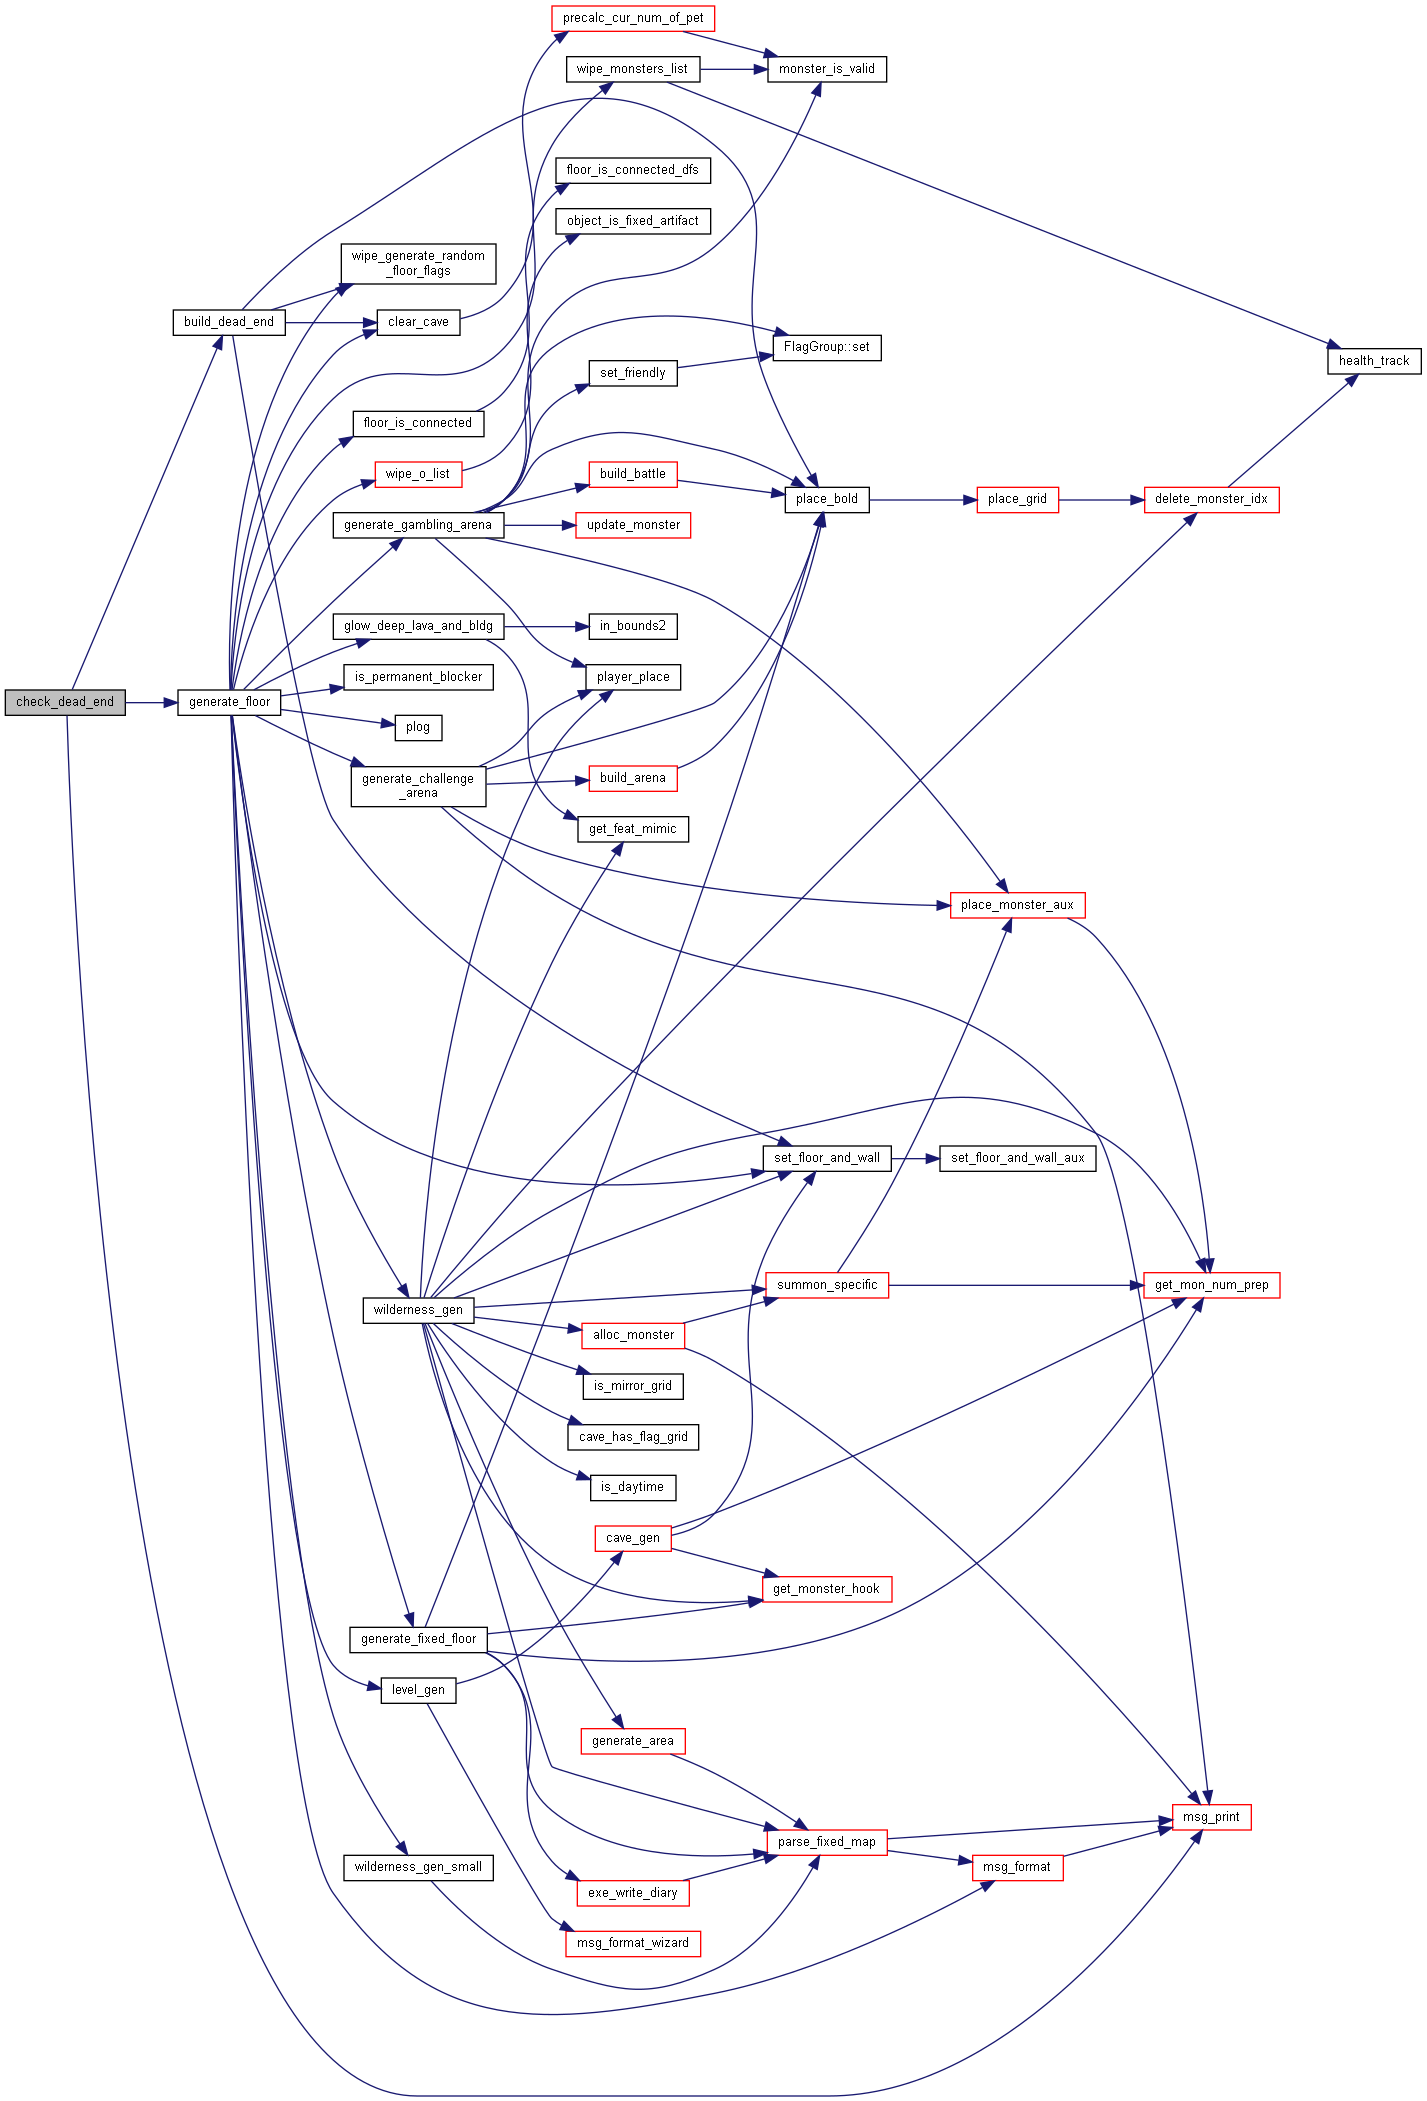 precalc_cur_num_of_pet
wipe_monsters_list
monster_is_valid
floor_is_connected_dfs
object_is_fixed_artifact
wipe_generate_random
_floor_flags
build_dead_end
clear_cave
FlagGroup::set
health_track
set_friendly
floor_is_connected
wipe_o_list
build_battle
place_bold
place_grid
delete_monster_idx
generate_gambling_arena
update_monster
glow_deep_lava_and_bldg
in_bounds2
is_permanent_blocker
player_place
check_dead_end
generate_floor
plog
generate_challenge
_arena
build_arena
get_feat_mimic
place_monster_aux
set_floor_and_wall
set_floor_and_wall_aux
summon_specific
get_mon_num_prep
wilderness_gen
alloc_monster
is_mirror_grid
cave_has_flag_grid
is_daytime
cave_gen
get_monster_hook
generate_fixed_floor
level_gen
generate_area
msg_print
parse_fixed_map
wilderness_gen_small
msg_format
exe_write_diary
msg_format_wizard